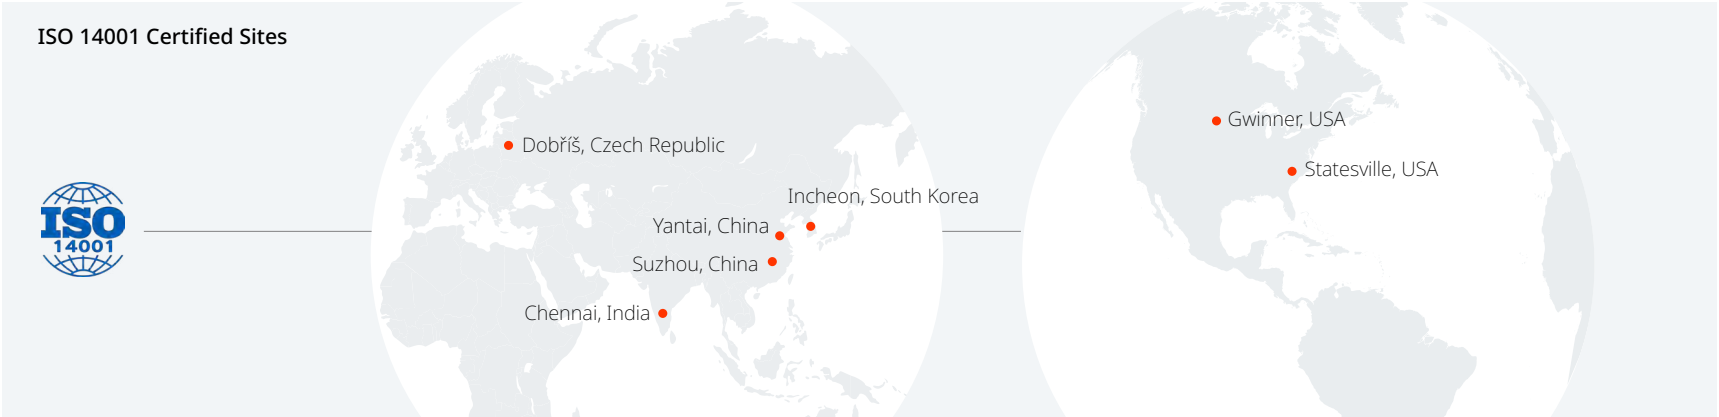 ISO 14001 Certified Sites
ISO
14001
Dobříš, Czech Republic
Incheon, South Korea
Yantai, China
Suzhou, China
Chennai, India
Gwinner, USA
Statesville, USA